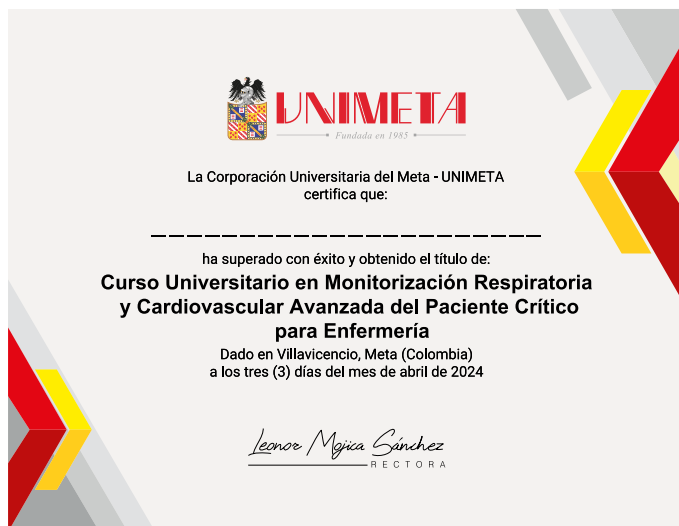 UNIMETA
Fundada en 1985
La Corporación Universitaria del Meta - UNIMETA
certifica que:
ha superado con éxito y obtenido el título de:
Curso Universitario en Monitorización Respiratoria
y Cardiovascular Avanzada del Paciente Crítico
para Enfermería
Dado en Villavicencio, Meta (Colombia)
a los tres (3) días del mes de abril de 2024
Leonor Mojica Sánchez
RECTORA